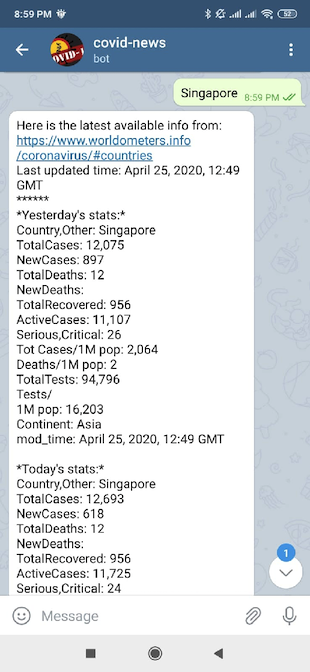 8:59 PM
52
covid-news
bot
OVID-1
Singapore 8:59 PM
Here is the latest available info from:
https://www.worldometers.info
/coronavirus/#countries
Last updated time: April 25, 2020, 12:49
GMT
******
*Yesterday's stats:*
Country,Other: Singapore
TotalCases: 12,075
NewCases: 897
TotalDeaths: 12
NewDeaths:
TotalRecovered: 956
ActiveCases: 11,107
Serious,Critical: 26
Tot Cases/1M pop: 2,064
Deaths/1M pop: 2
TotalTests: 94,796
Tests/
1M pop: 16,203
Continent: Asia
mod_time: April 25, 2020, 12:49 GMT
*Today's stats:*
Country,Other: Singapore
TotalCases: 12,693
NewCases: 618
TotalDeaths: 12
NewDeaths:
TotalRecovered: 956
ActiveCases: 11,725
Serious,Critical: 24
1
Message